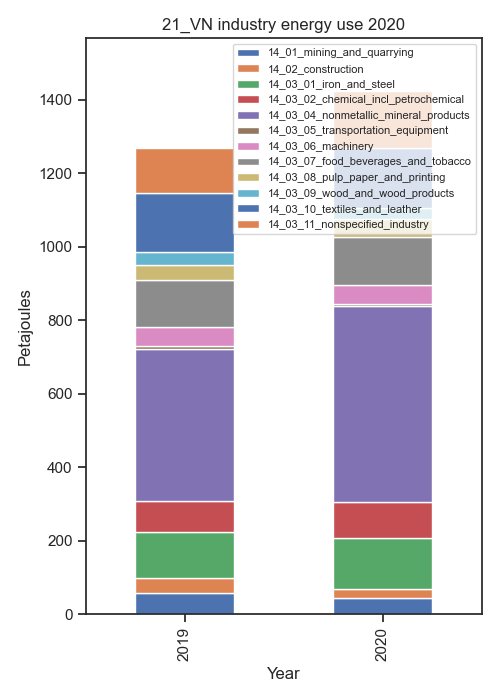 21_VN industry energy use 2020
14_01_mining_and_quarrying
14_02_construction
14_03_01_iron_and_steel
14_03_02_chemical_incl_petrochemical
14_03_04_nonmetallic_mineral_products
14_03_05_transportation_equipment
14_03_06_machinery
14_03_07_food_beverages_and_tobacco
14_03_08_pulp_paper_and_printing
14_03_09_wood_and_wood_products
14_03_10_textiles_and_leather
14_03_11_nonspecified_industry
1400
1200
1000
800
600
400
200
0
Petajoules
2019
2020
Year